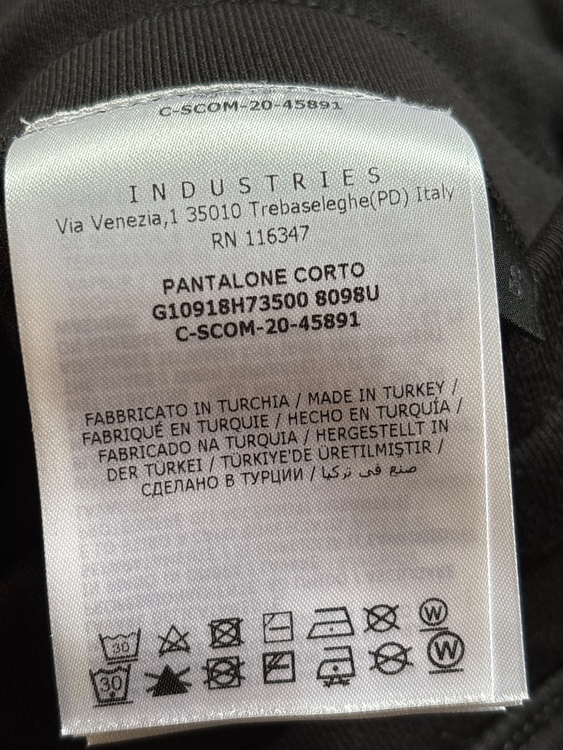 C-SCOM-20-45891
INDUSTRIES
Via Venezia,1 35010 Trebaseleghe(PD) Italy
RN 116347
PANTALONE CORTO
G10918H73500 8098U
C-SCOM-20-45891
FABBRICATO IN TURCHIA / MADE IN TURKEY /
FABRIQUÉ EN TURQUIE / HECHO EN TURQUÍA /
FABRICADO NA TURQUIA / HERGESTELLT IN
DER TÜRKEI / TÜRKIYE'DE ÜRETILMIŞTIR /
СДЕЛАНО В ТУРЦИИ / صنع في تركيا
30 W
30 W